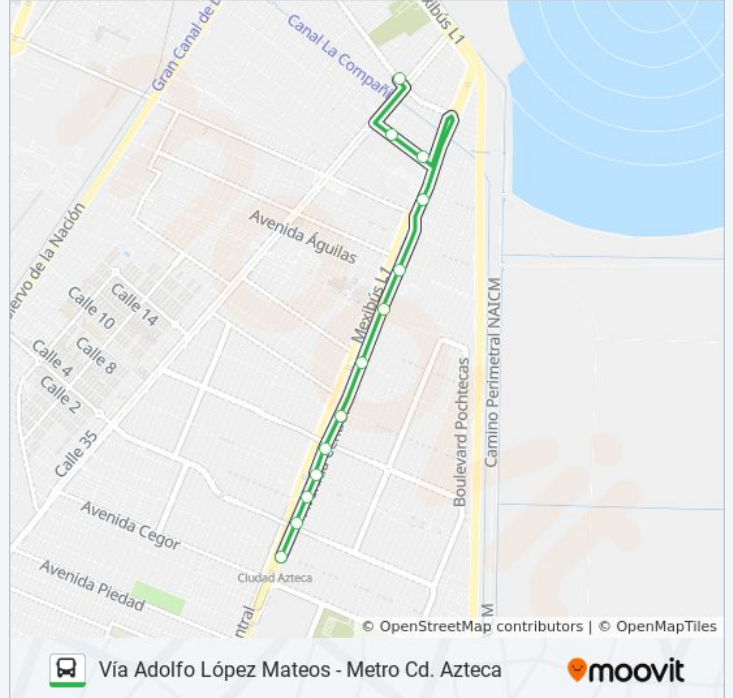 Mexibús L1
Gran Canal de
Canal La Compañí
Avenida Águilas
Mexibús L1
Calle 14
Calle 10
Calle 8
Calle 4
Calle 2
Calle 35
Camino Perimetral NAICM
Boulevard Pochtecas
Avenida Cegor
Avenida Piedad
Ciudad Azteca
© OpenStreetMap contributors | © OpenMapTiles
Vía Adolfo López Mateos - Metro Cd. Azteca
moovit